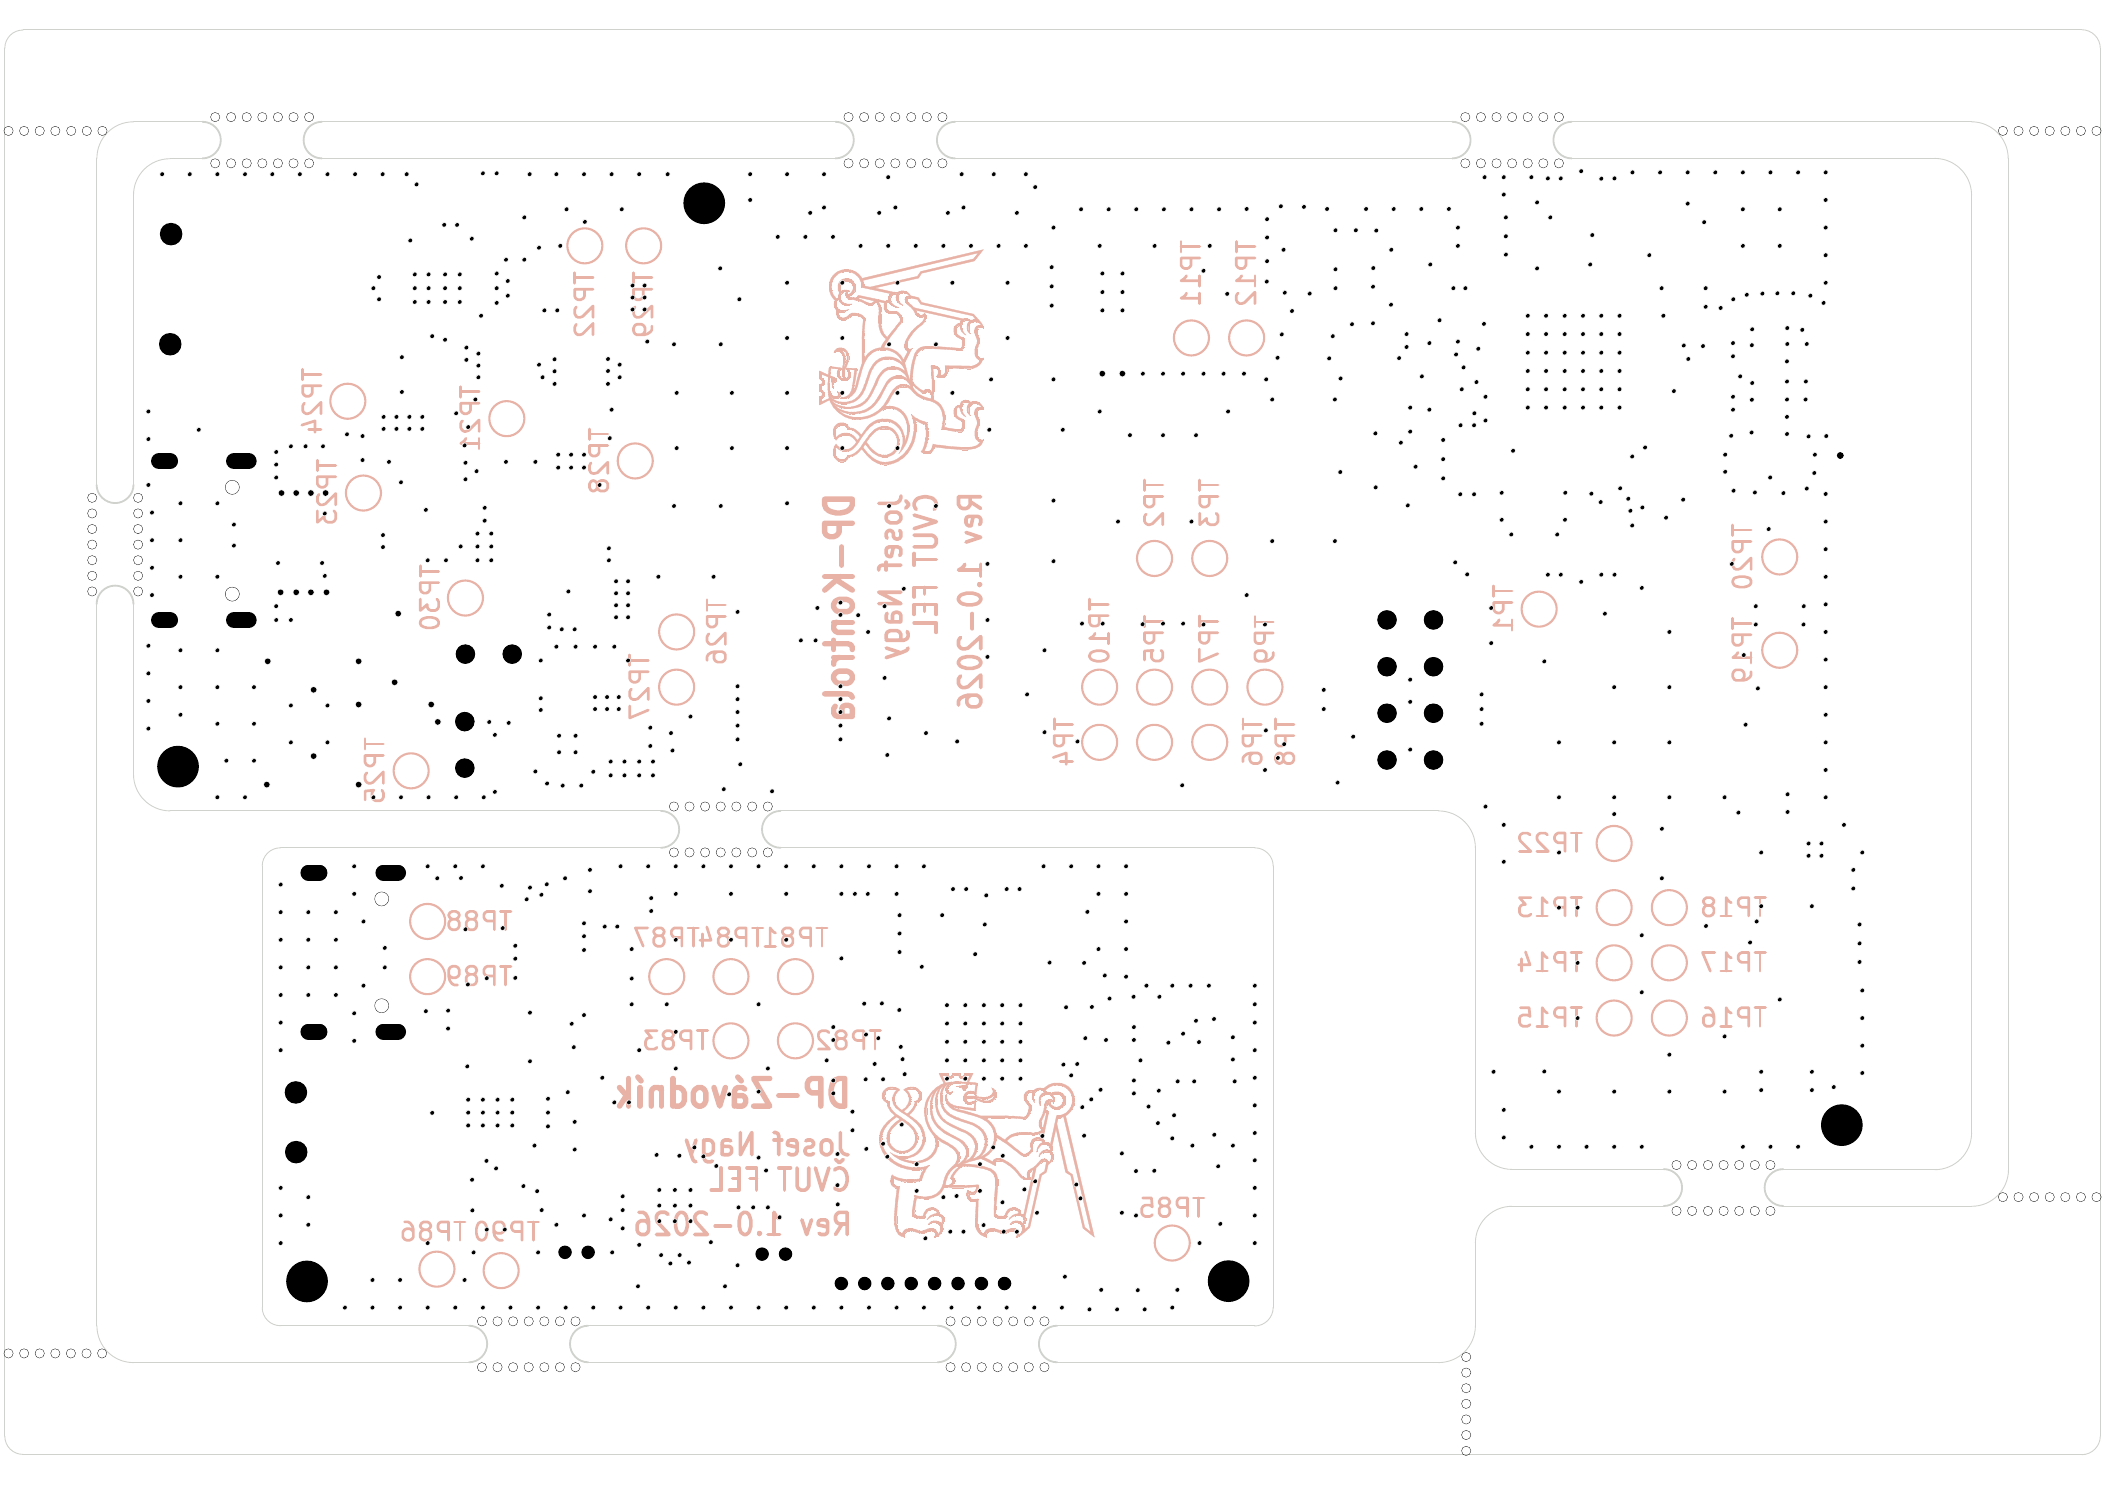 TP11
TP12
TP22
TP29
TP24
TP21
TP28
TP23
TP2
TP3
DP-Kontrola
Josef Nagy
ČVUT FEL
Rev 1.0-2026
TP20
TP30
TP1
TP26
TP10
TP5
TP7
TP9
TP19
TP27
TP4
TP6
TP8
TP25
TP22
TP13
TP18
TP14
TP17
TP15
TP16
TP88
TP87
TP84
TP81
TP89
TP83
TP82
DP-Závodník
Josef Nagy
ČVUT FEL
Rev 1.0-2026
TP85
TP86
TP90